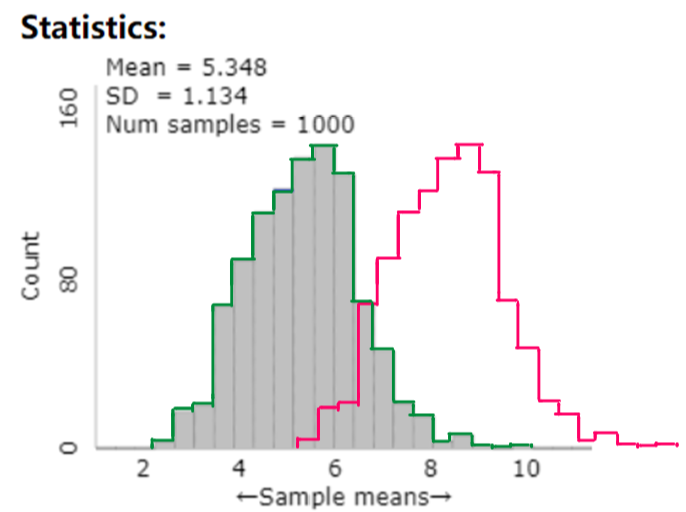 Statistics:
Mean = 5.348
SD = 1.134
Num samples = 1000
160
80
0
Count
2 4 6 8 10
←Sample means→